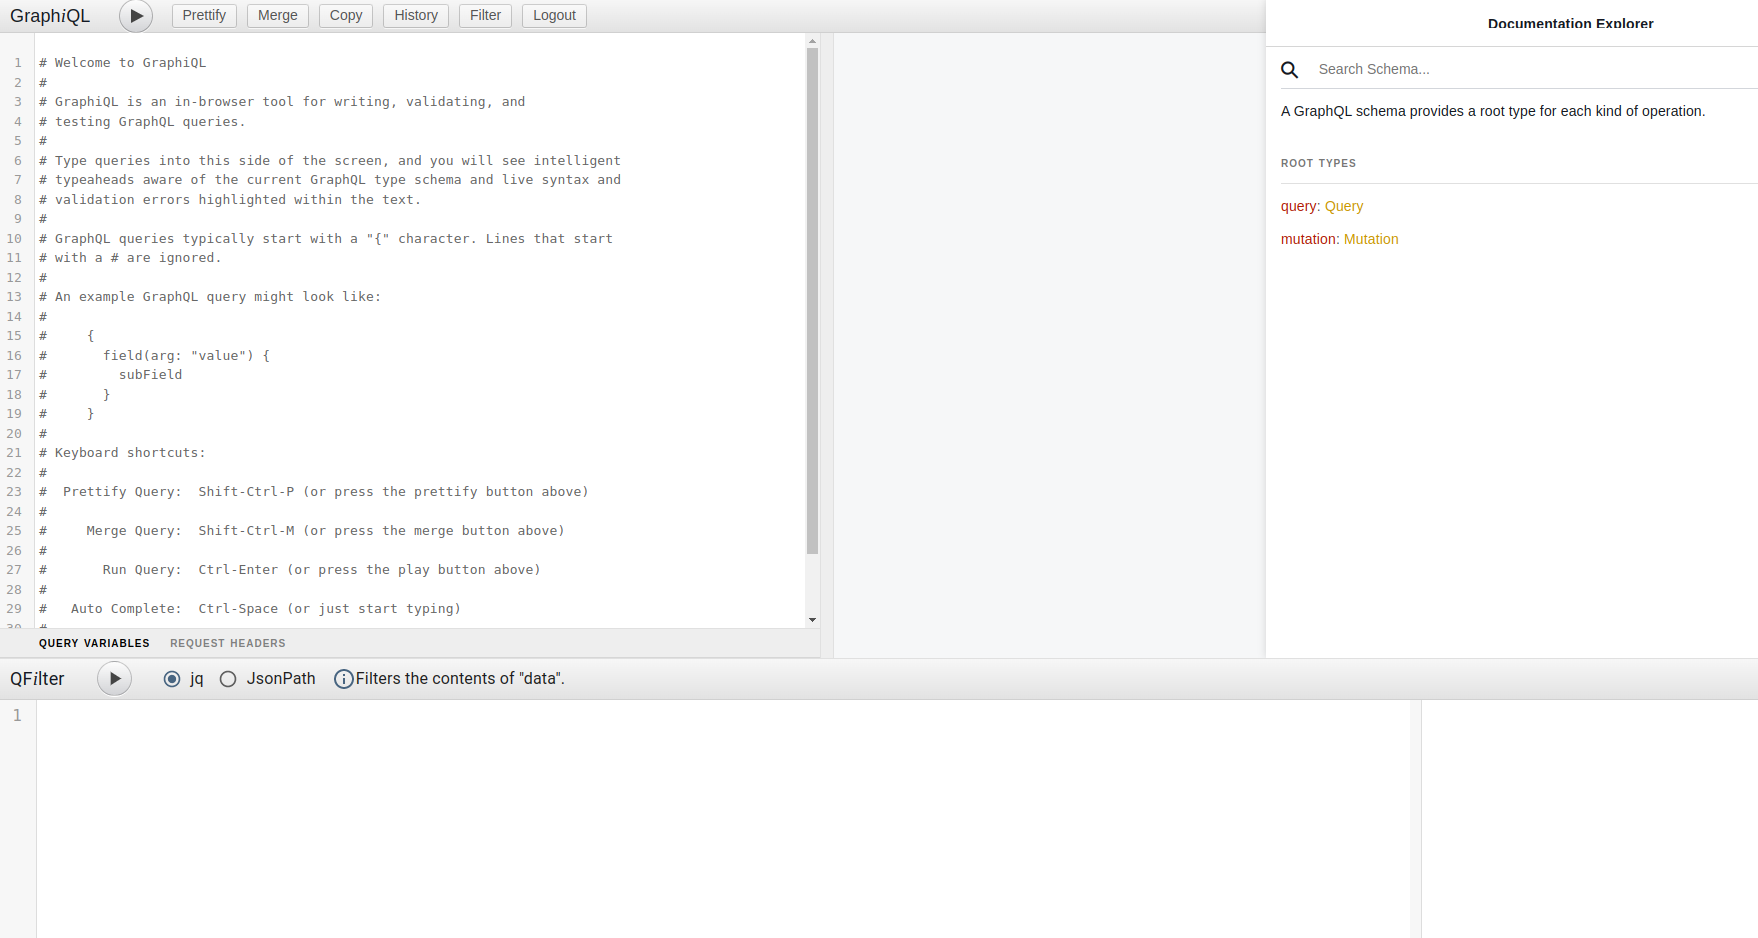 GraphiQL
Prettify
Merge
Copy
History
Filter
Logout
1 # Welcome to GraphiQL
2 #
3 # GraphiQL is an in-browser tool for writing, validating, and
4 # testing GraphQL queries.
5 #
6 # Type queries into this side of the screen, and you will see intelligent
7 # typeaheads aware of the current GraphQL type schema and live syntax and
8 # validation errors highlighted within the text.
9 #
10 # GraphQL queries typically start with a "{" character. Lines that start
11 # with a # are ignored.
12 #
13 # An example GraphQL query might look like:
14 #
15 #     {
16 #       field(arg: "value") {
17 #         subField
18 #       }
19 #     }
20 #
21 # Keyboard shortcuts:
22 #
23 #  Prettify Query:  Shift-Ctrl-P (or press the prettify button above)
24 #
25 #     Merge Query:  Shift-Ctrl-M (or press the merge button above)
26 #
27 #       Run Query:  Ctrl-Enter (or press the play button above)
28 #
29 #   Auto Complete:  Ctrl-Space (or just start typing)
30 #
QUERY VARIABLES
REQUEST HEADERS
Documentation Explorer
Search Schema...
A GraphQL schema provides a root type for each kind of operation.
ROOT TYPES
query: Query
mutation: Mutation
QFilter
jq
JsonPath
Filters the contents of "data".
1